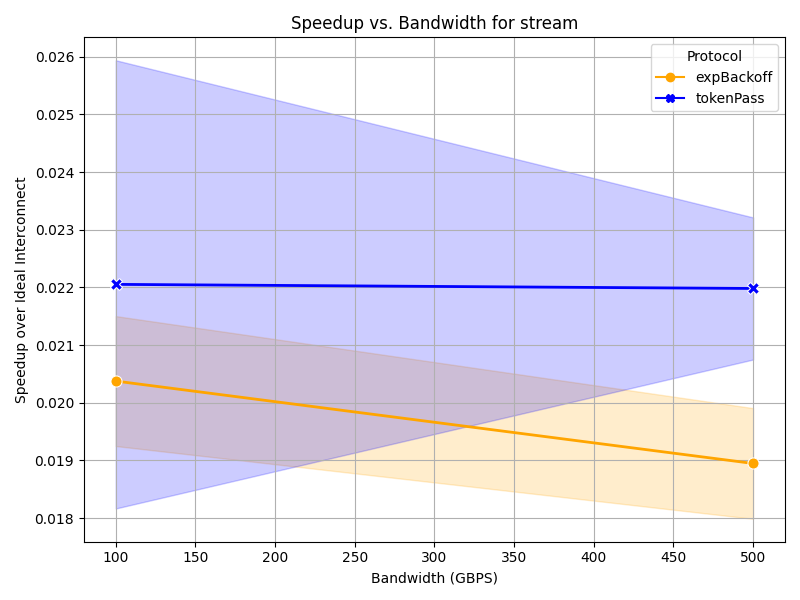 Speedup vs. Bandwidth for stream
Protocol
expBackoff
tokenPass
Speedup over Ideal Interconnect
0.026
0.025
0.024
0.023
0.022
0.021
0.020
0.019
0.018
100 150 200 250 300 350 400 450 500
Bandwidth (GBPS)